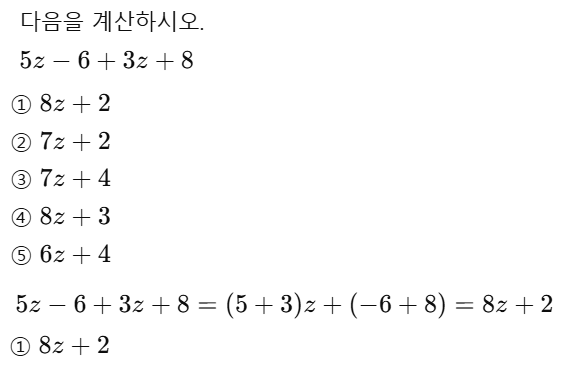 다음을 계산하시오.
5z − 6 + 3z + 8
① 8z + 2
② 7z + 2
③ 7z + 4
④ 8z + 3
⑤ 6z + 4
5z − 6 + 3z + 8 = (5 + 3)z + (−6 + 8) = 8z + 2
① 8z + 2